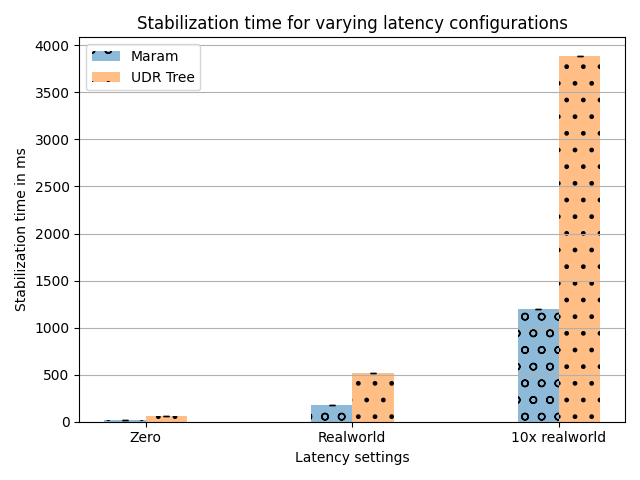 Stabilization time for varying latency configurations
Maram
UDR Tree
Stabilization time in ms
4000
3500
3000
2500
2000
1500
1000
500
0
Zero
Realworld
10x realworld
Latency settings